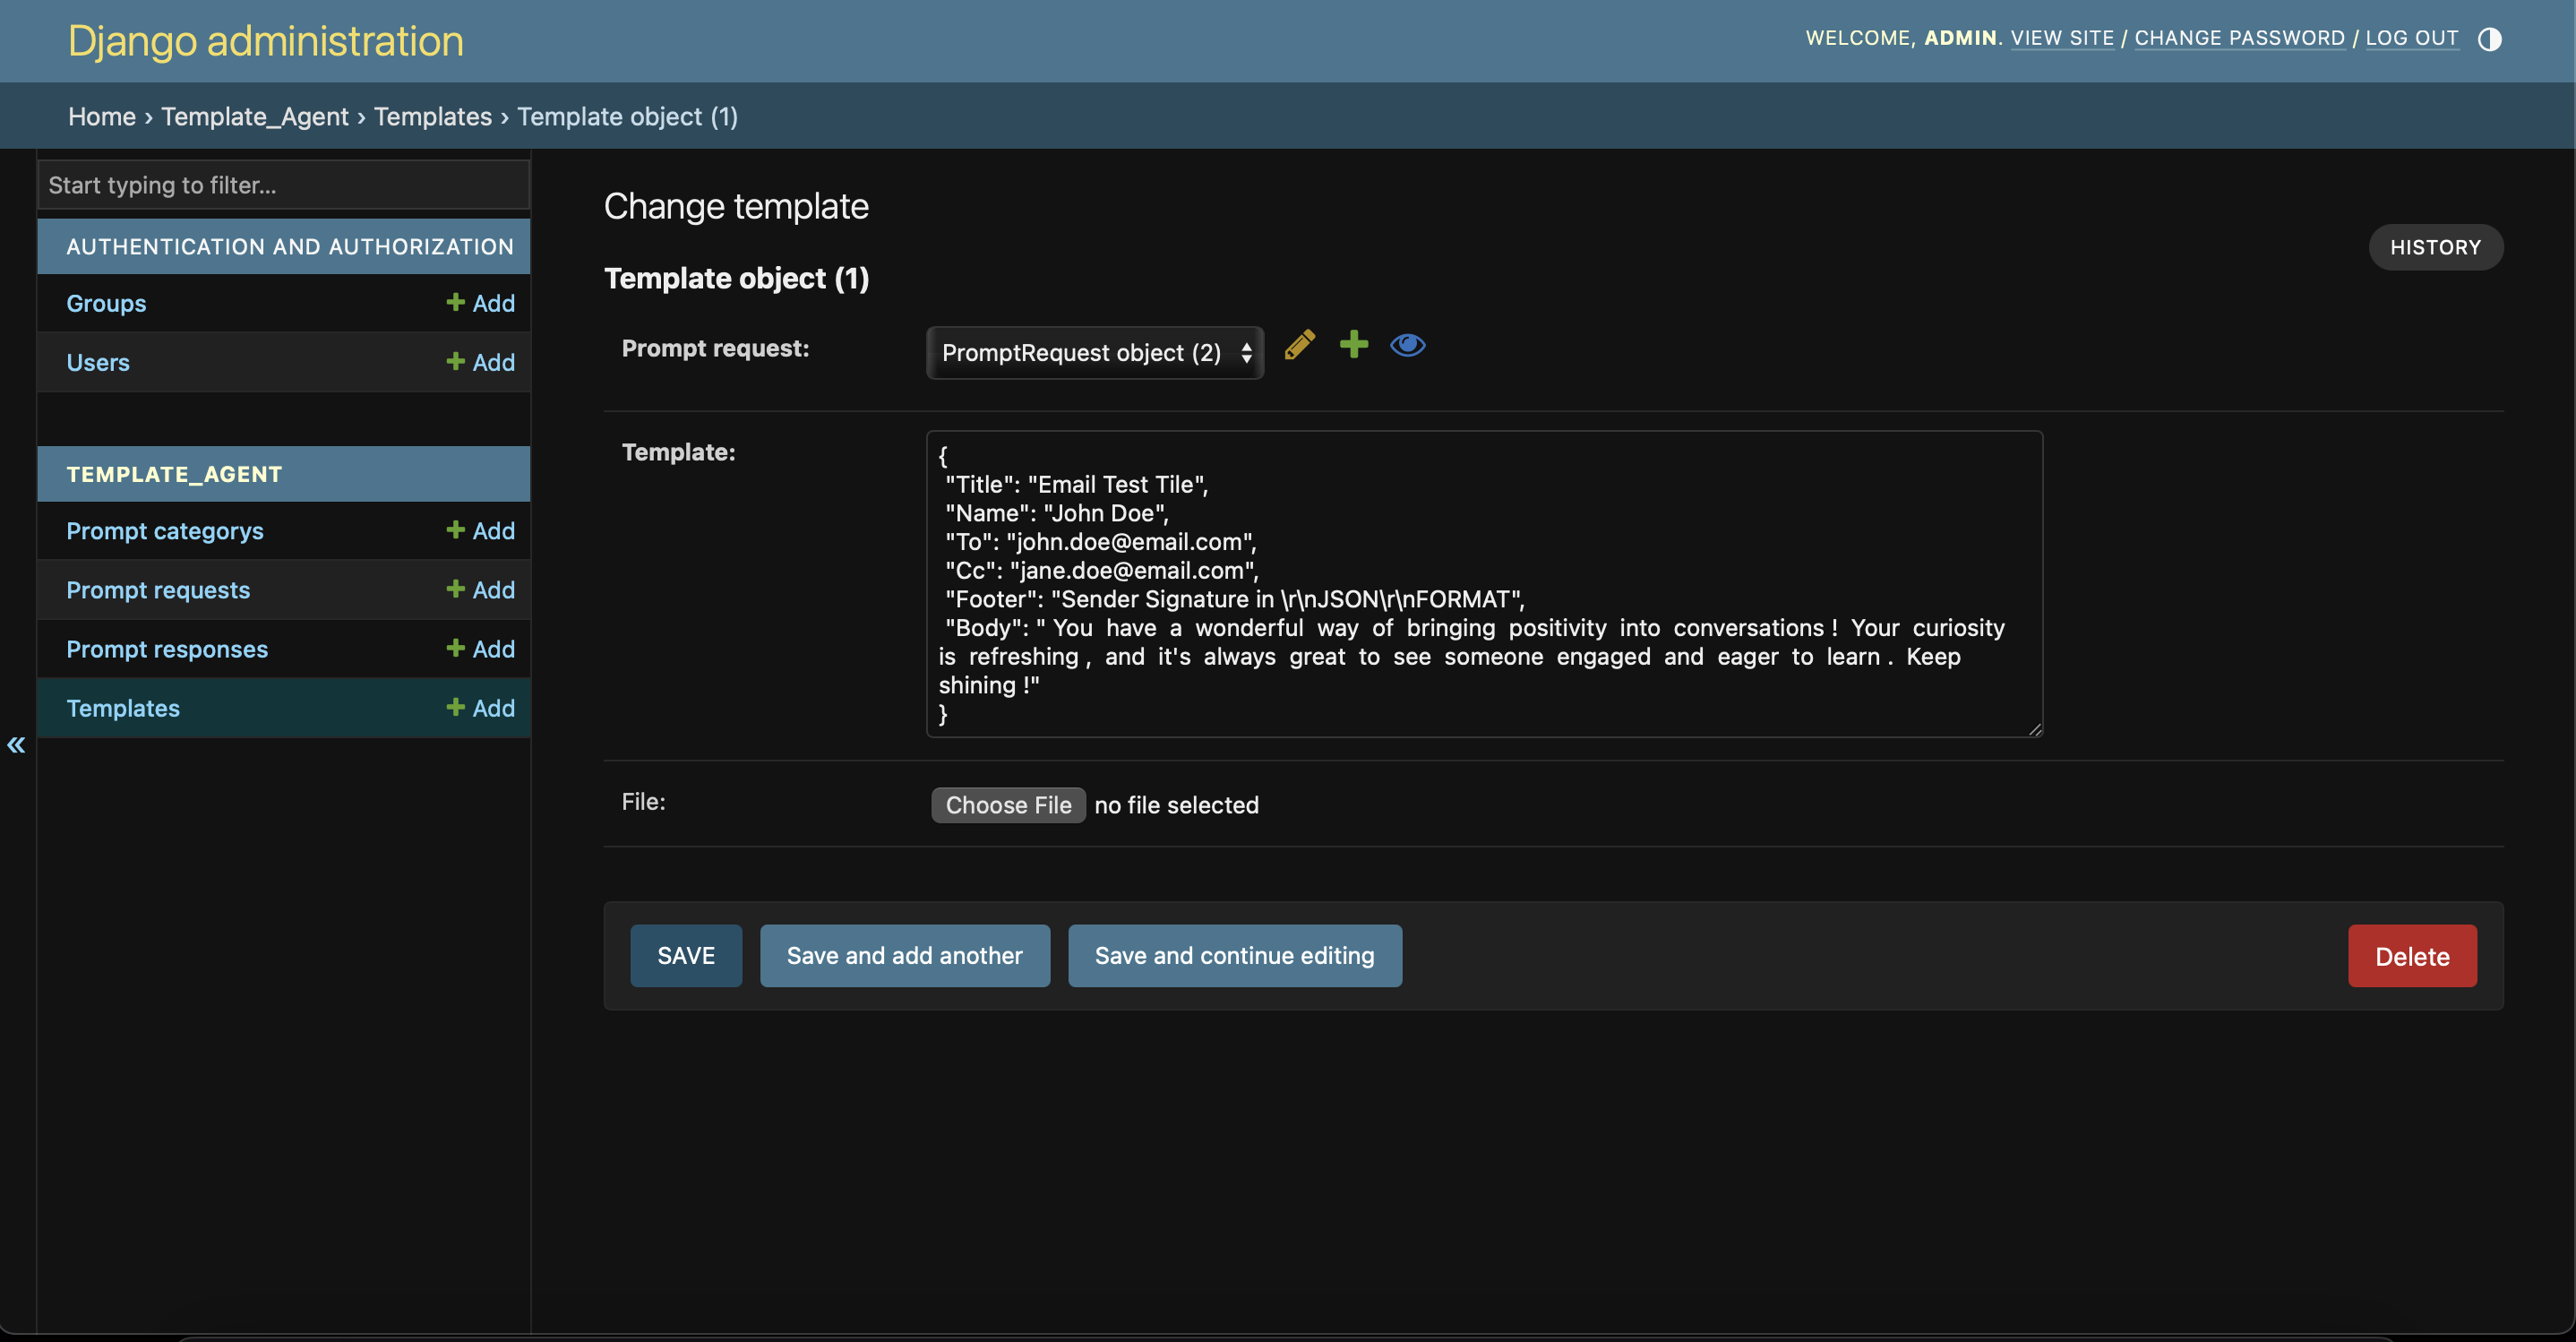 Django administration
WELCOME, ADMIN. VIEW SITE / CHANGE PASSWORD / LOG OUT
Home › Template_Agent › Templates › Template object (1)
Start typing to filter...
AUTHENTICATION AND AUTHORIZATION
Groups + Add
Users + Add
TEMPLATE_AGENT
Prompt categorys + Add
Prompt requests + Add
Prompt responses + Add
Templates + Add
«
Change template
HISTORY
Template object (1)
Prompt request: PromptRequest object (2)
Template:
{
"Title": "Email Test Tile",
"Name": "John Doe",
"To": "john.doe@email.com",
"Cc": "jane.doe@email.com",
"Footer": "Sender Signature in \r\nJSON\r\nFORMAT",
"Body": " You  have  a  wonderful  way  of  bringing  positivity  into  conversations !  Your  curiosity
is  refreshing ,  and  it's  always  great  to  see  someone  engaged  and  eager  to  learn .  Keep
shining !"
}
File: Choose File no file selected
SAVE Save and add another Save and continue editing Delete